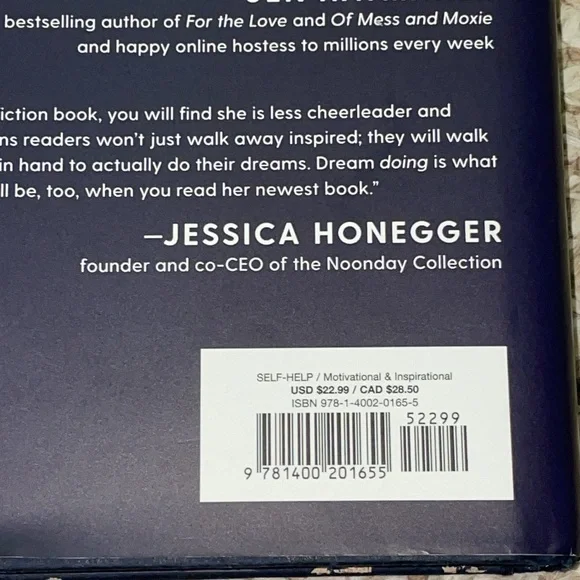 bestselling author of For the Love and Of Mess and Moxie
and happy online hostess to millions every week
iction book, you will find she is less cheerleader and
ns readers won't just walk away inspired; they will walk
in hand to actually do their dreams. Dream doing is what
ll be, too, when you read her newest book."
—JESSICA HONEGGER
founder and co-CEO of the Noonday Collection
SELF-HELP / Motivational & Inspirational
USD $22.99 / CAD $28.50
ISBN 978-1-4002-0165-5
52299
9 781400 201655